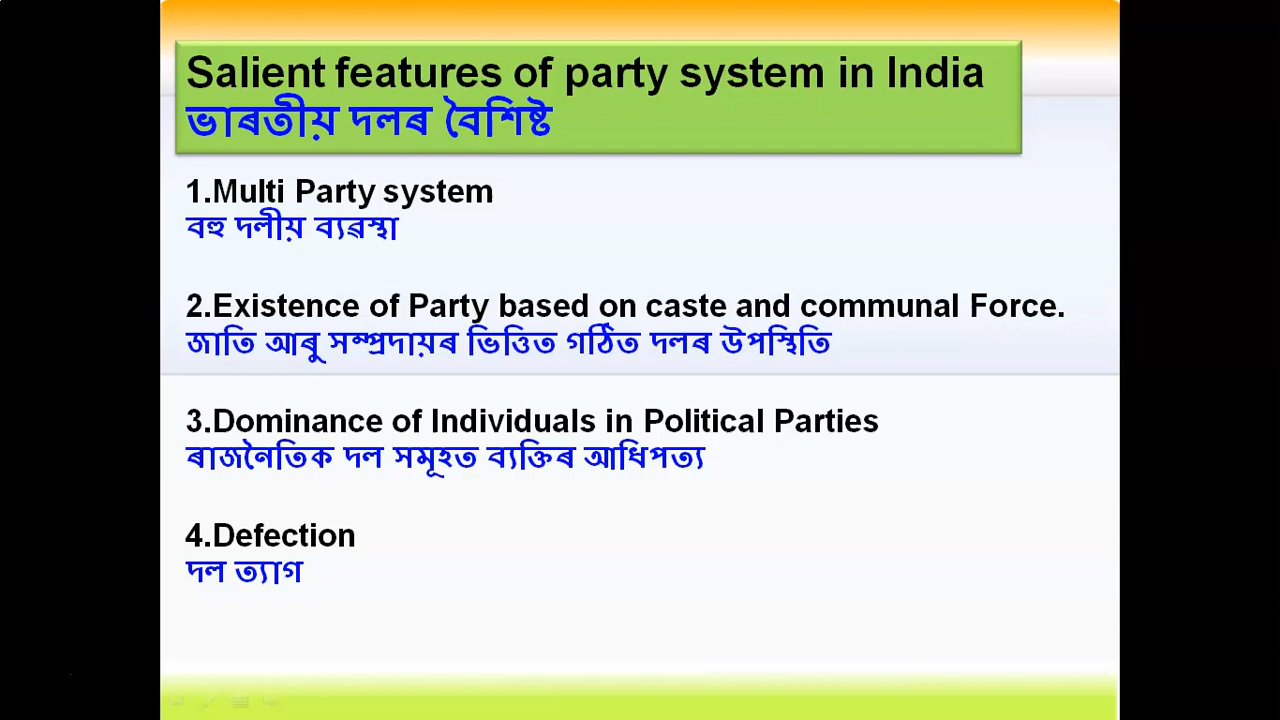 Salient features of party system in India
ভাৰতীয় দলৰ বৈশিষ্ট
1.Multi Party system
বহু দলীয় ব্যৱস্থা
2.Existence of Party based on caste and communal Force.
জাতি আৰু সম্প্ৰদায়ৰ ভিত্তিত গঠিত দলৰ উপস্থিতি
3.Dominance of Individuals in Political Parties
ৰাজনৈতিক দল সমূহত ব্যক্তিৰ আধিপত্য
4.Defection
দল ত্যাগ